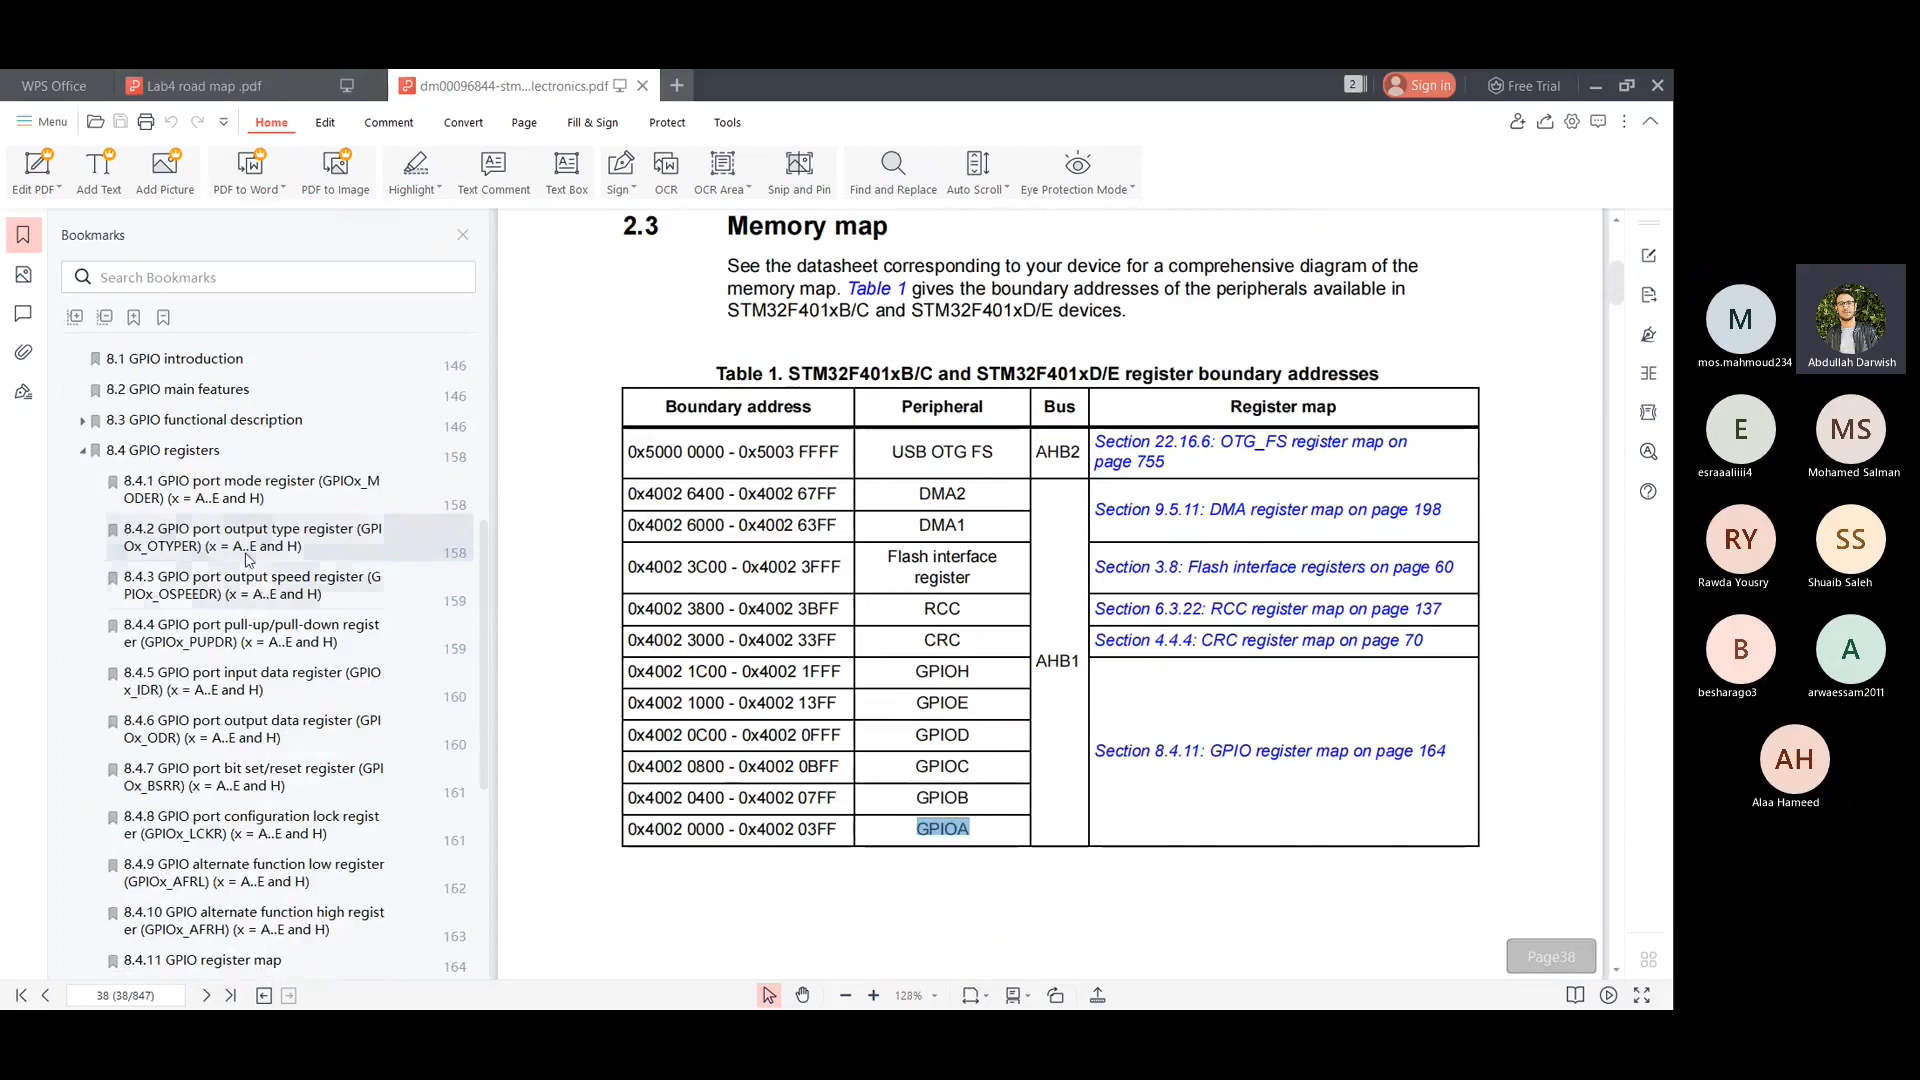 WPS Office
Lab4 road map .pdf
dm00096844-stm...lectronics.pdf
2
Sign in
Free Trial
Menu
Home
Edit
Comment
Convert
Page
Fill & Sign
Protect
Tools
Edit PDF
Add Text
Add Picture
PDF to Word
PDF to Image
Highlight
Text Comment
Text Box
Sign
OCR
OCR Area
Snip and Pin
Find and Replace
Auto Scroll
Eye Protection Mode
Bookmarks
Search Bookmarks
8.1 GPIO introduction 146
8.2 GPIO main features 146
8.3 GPIO functional description 146
8.4 GPIO registers 158
8.4.1 GPIO port mode register (GPIOx_M
ODER) (x = A..E and H) 158
8.4.2 GPIO port output type register (GPI
Ox_OTYPER) (x = A..E and H) 158
8.4.3 GPIO port output speed register (G
PIOx_OSPEEDR) (x = A..E and H) 159
8.4.4 GPIO port pull-up/pull-down regist
er (GPIOx_PUPDR) (x = A..E and H) 159
8.4.5 GPIO port input data register (GPIO
x_IDR) (x = A..E and H) 160
8.4.6 GPIO port output data register (GPI
Ox_ODR) (x = A..E and H) 160
8.4.7 GPIO port bit set/reset register (GPI
Ox_BSRR) (x = A..E and H) 161
8.4.8 GPIO port configuration lock regist
er (GPIOx_LCKR) (x = A..E and H) 161
8.4.9 GPIO alternate function low register
(GPIOx_AFRL) (x = A..E and H) 162
8.4.10 GPIO alternate function high regist
er (GPIOx_AFRH) (x = A..E and H) 163
8.4.11 GPIO register map 164
2.3 Memory map
See the datasheet corresponding to your device for a comprehensive diagram of the
memory map. Table 1 gives the boundary addresses of the peripherals available in
STM32F401xB/C and STM32F401xD/E devices.
Table 1. STM32F401xB/C and STM32F401xD/E register boundary addresses
Boundary address Peripheral Bus Register map
0x5000 0000 - 0x5003 FFFF USB OTG FS AHB2 Section 22.16.6: OTG_FS register map on
page 755
0x4002 6400 - 0x4002 67FF DMA2
Section 9.5.11: DMA register map on page 198
0x4002 6000 - 0x4002 63FF DMA1
0x4002 3C00 - 0x4002 3FFF Flash interface
register Section 3.8: Flash interface registers on page 60
0x4002 3800 - 0x4002 3BFF RCC Section 6.3.22: RCC register map on page 137
0x4002 3000 - 0x4002 33FF CRC Section 4.4.4: CRC register map on page 70
AHB1
0x4002 1C00 - 0x4002 1FFF GPIOH
0x4002 1000 - 0x4002 13FF GPIOE
0x4002 0C00 - 0x4002 0FFF GPIOD
Section 8.4.11: GPIO register map on page 164
0x4002 0800 - 0x4002 0BFF GPIOC
0x4002 0400 - 0x4002 07FF GPIOB
0x4002 0000 - 0x4002 03FF GPIOA
Page38
38 (38/847)
128%
M
mos.mahmoud234
Abdullah Darwish
E
esraaaliiii4
MS
Mohamed Salman
RY
Rawda Yousry
SS
Shuaib Saleh
B
besharago3
A
arwaessam2011
AH
Alaa Hameed